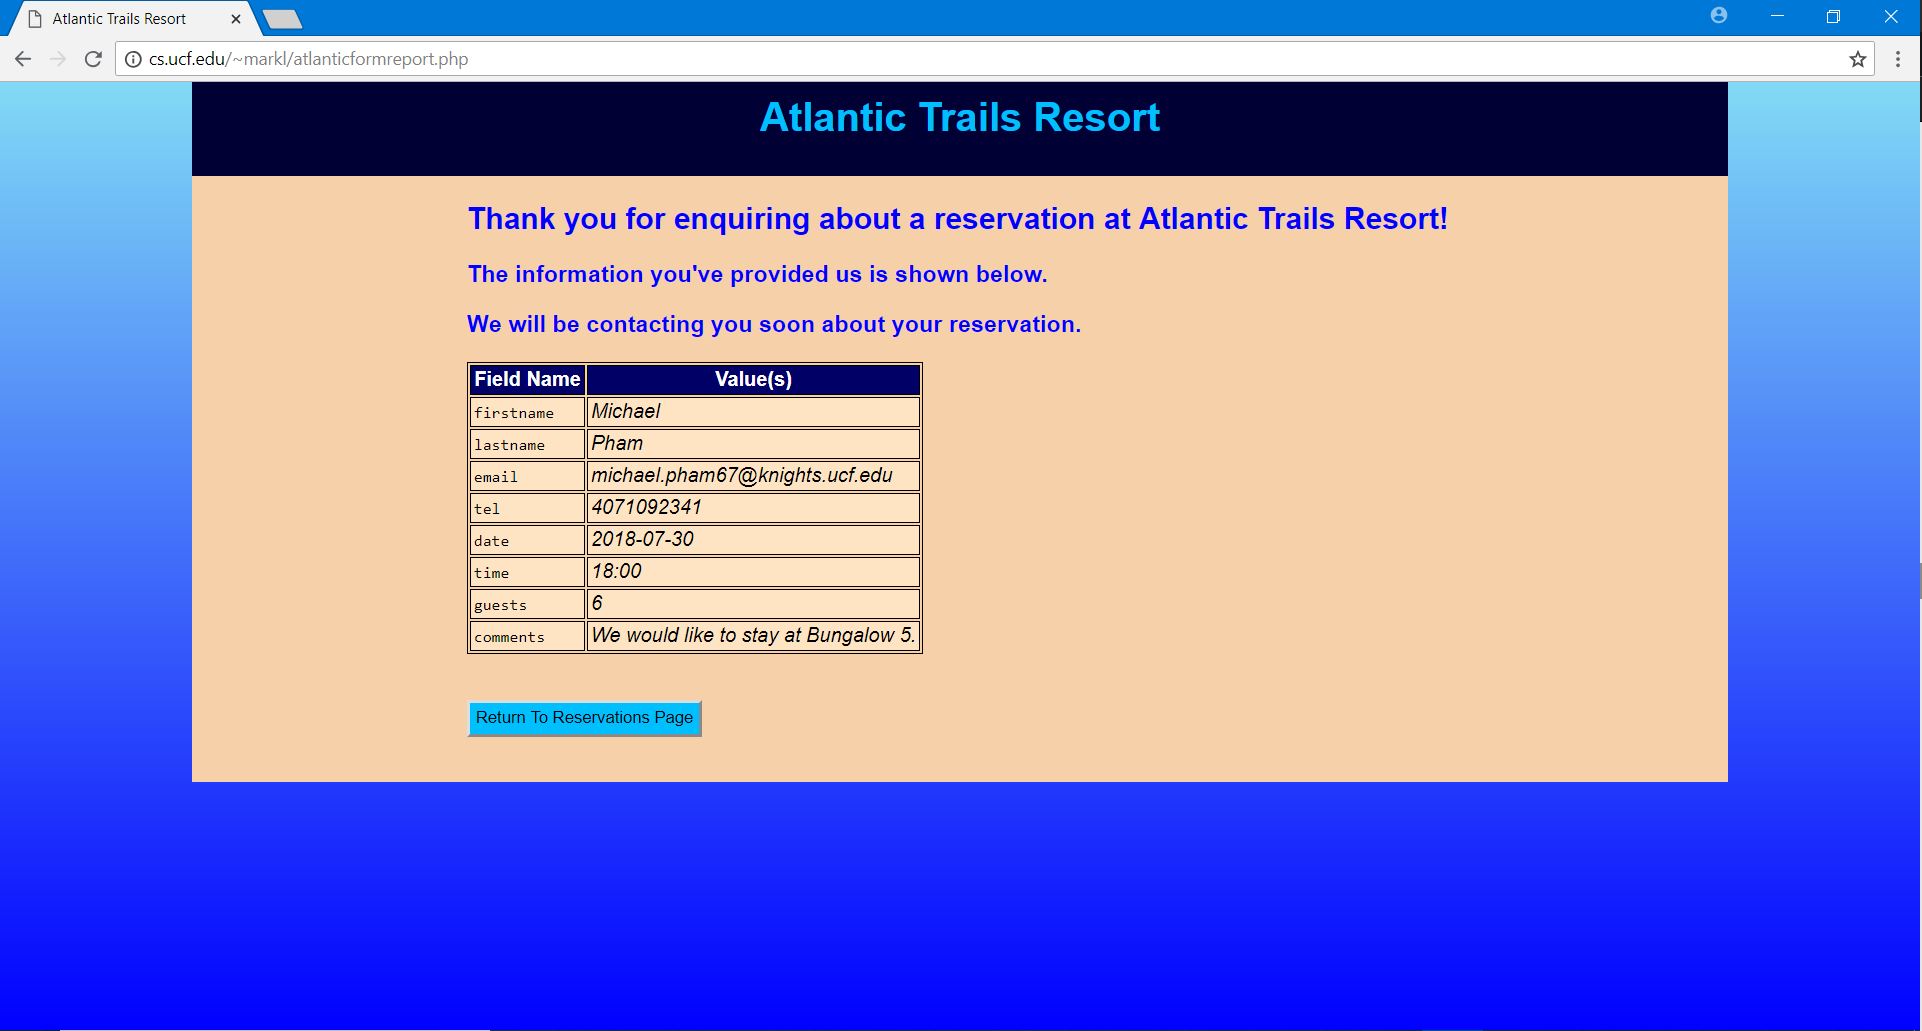 Atlantic Trails Resort
cs.ucf.edu/~markl/atlanticformreport.php
Atlantic Trails Resort
Thank you for enquiring about a reservation at Atlantic Trails Resort!
The information you've provided us is shown below.
We will be contacting you soon about your reservation.
Field Name Value(s)
firstname Michael
lastname Pham
email michael.pham67@knights.ucf.edu
tel 4071092341
date 2018-07-30
time 18:00
guests 6
comments We would like to stay at Bungalow 5.
Return To Reservations Page